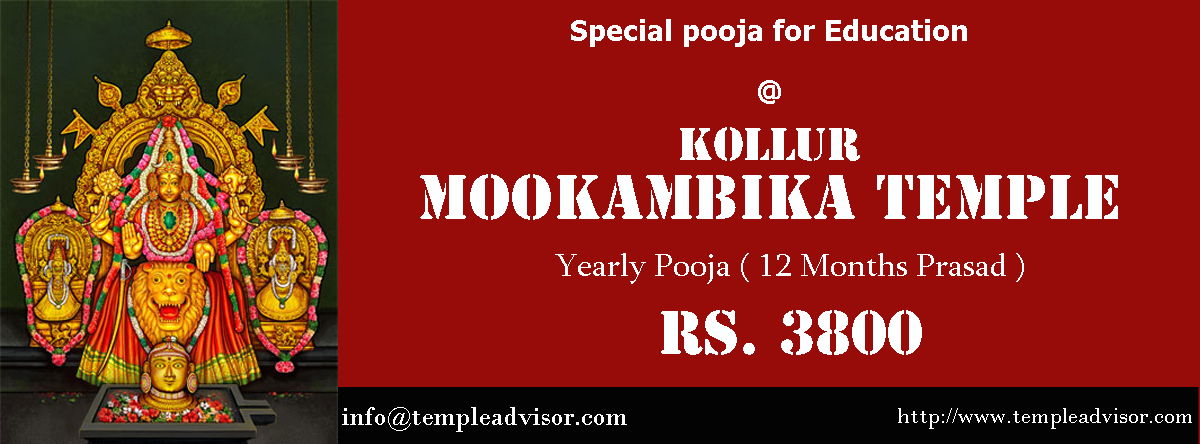 Special pooja for Education
@
KOLLUR
MOOKAMBIKA TEMPLE
Yearly Pooja ( 12 Months Prasad )
RS. 3800
info@templeadvisor.com
http://www.templeadvisor.com